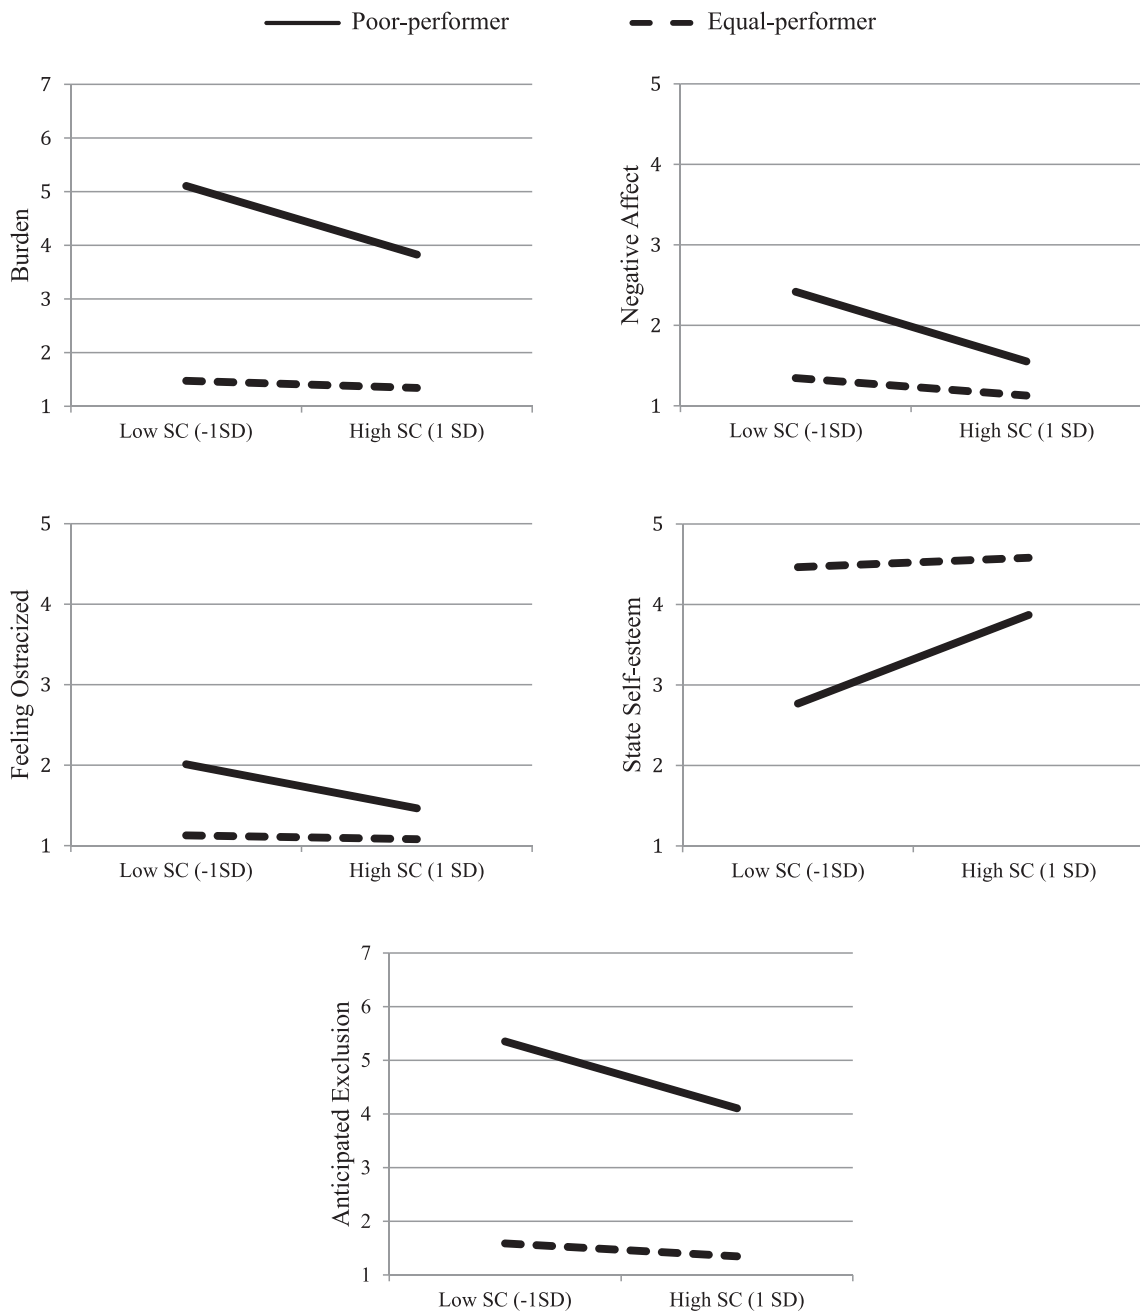 Poor-performer
Equal-performer
7
6
5
4
3
2
1
Burden
Low SC (-1SD)
High SC (1 SD)
5
4
3
2
1
Negative Affect
Low SC (-1SD)
High SC (1 SD)
5
4
3
2
1
Feeling Ostracized
Low SC (-1SD)
High SC (1 SD)
5
4
3
2
1
State Self-esteem
Low SC (-1SD)
High SC (1 SD)
7
6
5
4
3
2
1
Anticipated Exclusion
Low SC (-1SD)
High SC (1 SD)